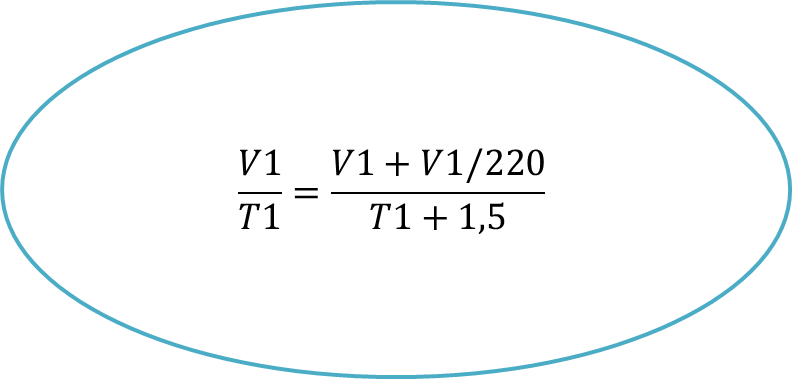 V1/T1 = (V1 + V1/220)/(T1 + 1,5)